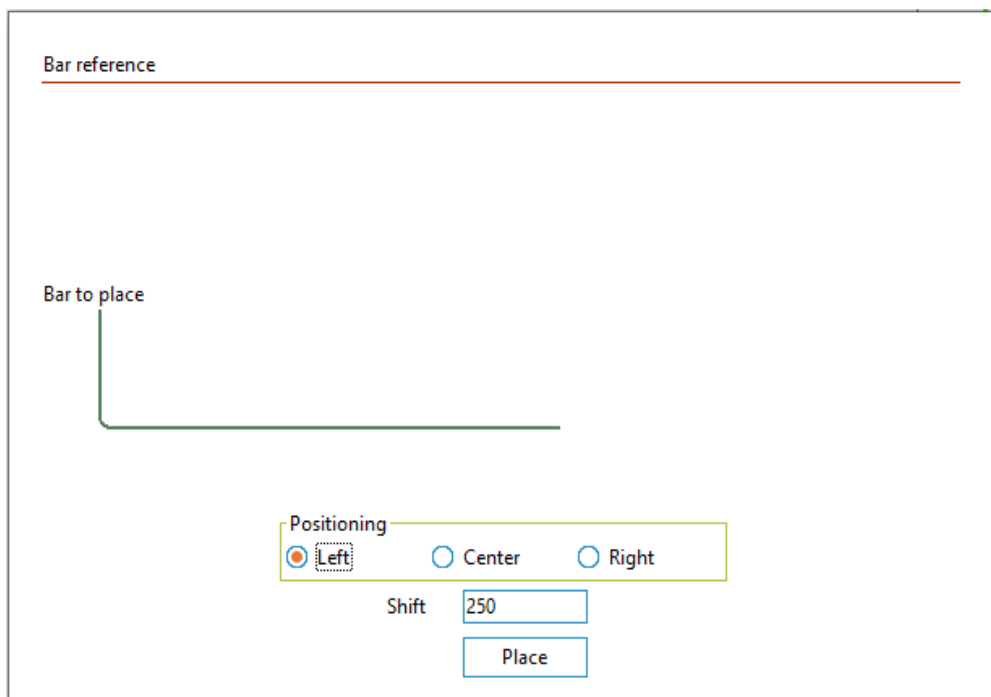 Bar reference
Bar to place
Positioning
Left Center Right
Shift 250
Place